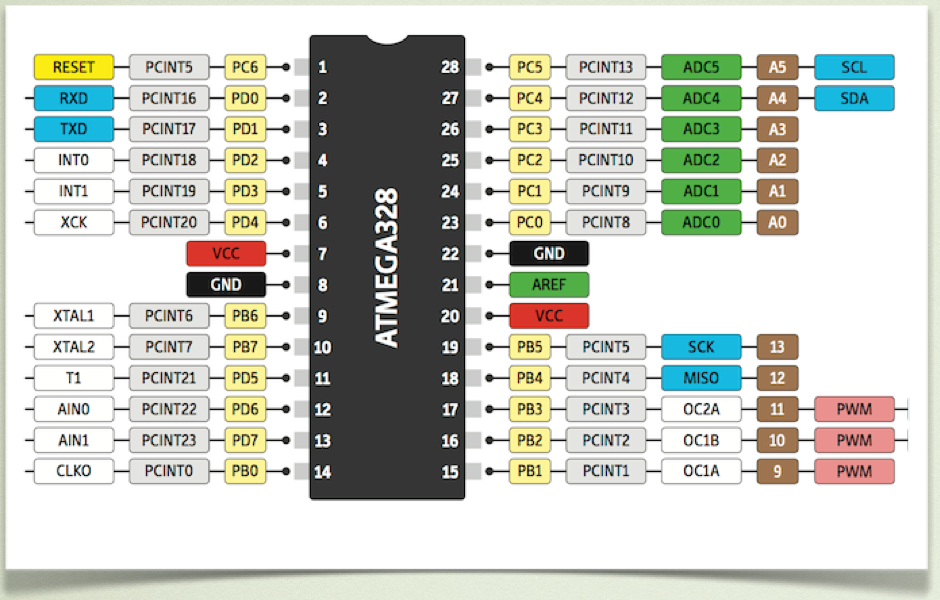 RESET PCINT5 PC6 1 28 PC5 PCINT13 ADC5 A5 SCL
RXD PCINT16 PD0 2 27 PC4 PCINT12 ADC4 A4 SDA
TXD PCINT17 PD1 3 26 PC3 PCINT11 ADC3 A3
INT0 PCINT18 PD2 4 25 PC2 PCINT10 ADC2 A2
INT1 PCINT19 PD3 5 24 PC1 PCINT9 ADC1 A1
XCK PCINT20 PD4 6 23 PC0 PCINT8 ADC0 A0
VCC 7 22 GND
GND 8 21 AREF
ATMEGA328
XTAL1 PCINT6 PB6 9 20 VCC
XTAL2 PCINT7 PB7 10 19 PB5 PCINT5 SCK 13
T1 PCINT21 PD5 11 18 PB4 PCINT4 MISO 12
AIN0 PCINT22 PD6 12 17 PB3 PCINT3 OC2A 11 PWM
AIN1 PCINT23 PD7 13 16 PB2 PCINT2 OC1B 10 PWM
CLKO PCINT0 PB0 14 15 PB1 PCINT1 OC1A 9 PWM